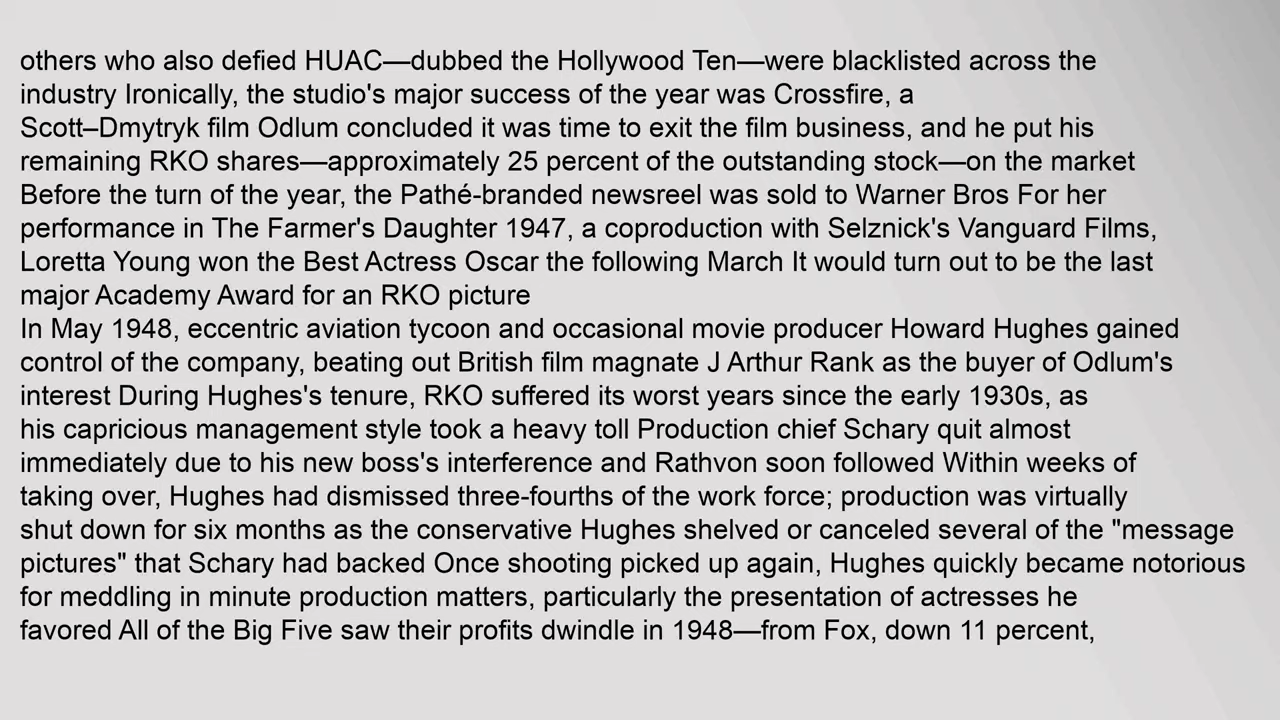 others who also defied HUAC—dubbed the Hollywood Ten—were blacklisted across the
industry Ironically, the studio's major success of the year was Crossfire, a
Scott–Dmytryk film Odlum concluded it was time to exit the film business, and he put his
remaining RKO shares—approximately 25 percent of the outstanding stock—on the market
Before the turn of the year, the Pathé-branded newsreel was sold to Warner Bros For her
performance in The Farmer's Daughter 1947, a coproduction with Selznick's Vanguard Films,
Loretta Young won the Best Actress Oscar the following March It would turn out to be the last
major Academy Award for an RKO picture
In May 1948, eccentric aviation tycoon and occasional movie producer Howard Hughes gained
control of the company, beating out British film magnate J Arthur Rank as the buyer of Odlum's
interest During Hughes's tenure, RKO suffered its worst years since the early 1930s, as
his capricious management style took a heavy toll Production chief Schary quit almost
immediately due to his new boss's interference and Rathvon soon followed Within weeks of
taking over, Hughes had dismissed three-fourths of the work force; production was virtually
shut down for six months as the conservative Hughes shelved or canceled several of the "message
pictures" that Schary had backed Once shooting picked up again, Hughes quickly became notorious
for meddling in minute production matters, particularly the presentation of actresses he
favored All of the Big Five saw their profits dwindle in 1948—from Fox, down 11 percent,